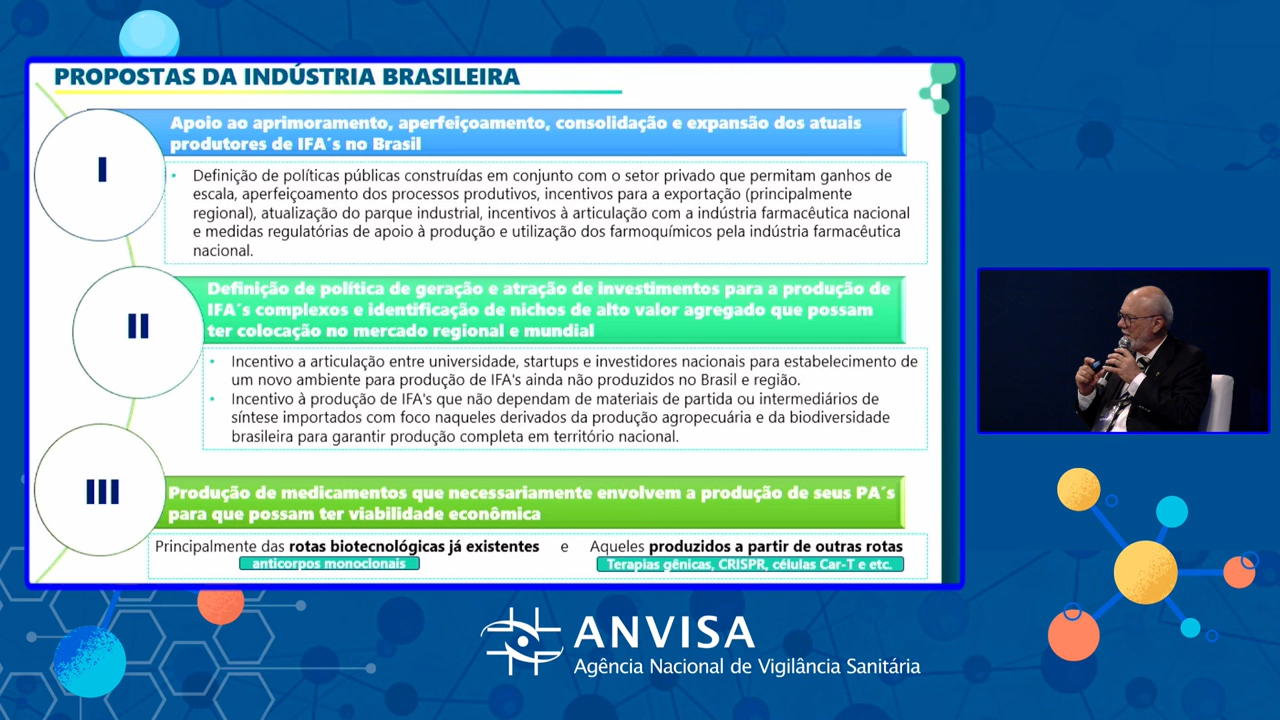 PROPOSTAS DA INDÚSTRIA BRASILEIRA
I
Apoio ao aprimoramento, aperfeiçoamento, consolidação e expansão dos atuais
produtores de IFA´s no Brasil
• Definição de políticas públicas construídas em conjunto com o setor privado que permitam ganhos de
escala, aperfeiçoamento dos processos produtivos, incentivos para a exportação (principalmente
regional), atualização do parque industrial, incentivos à articulação com a indústria farmacêutica nacional
e medidas regulatórias de apoio à produção e utilização dos farmoquímicos pela indústria farmacêutica
nacional.
II
Definição de política de geração e atração de investimentos para a produção de
IFA´s complexos e identificação de nichos de alto valor agregado que possam
ter colocação no mercado regional e mundial
• Incentivo a articulação entre universidade, startups e investidores nacionais para estabelecimento de
um novo ambiente para produção de IFA's ainda não produzidos no Brasil e região.
• Incentivo à produção de IFA's que não dependam de materiais de partida ou intermediários de
síntese importados com foco naqueles derivados da produção agropecuária e da biodiversidade
brasileira para garantir produção completa em território nacional.
III
Produção de medicamentos que necessariamente envolvem a produção de seus PA´s
para que possam ter viabilidade econômica
Principalmente das rotas biotecnológicas já existentes e Aqueles produzidos a partir de outras rotas
anticorpos monoclonais Terapias gênicas, CRISPR, células Car-T e etc.
ANVISA
Agência Nacional de Vigilância Sanitária